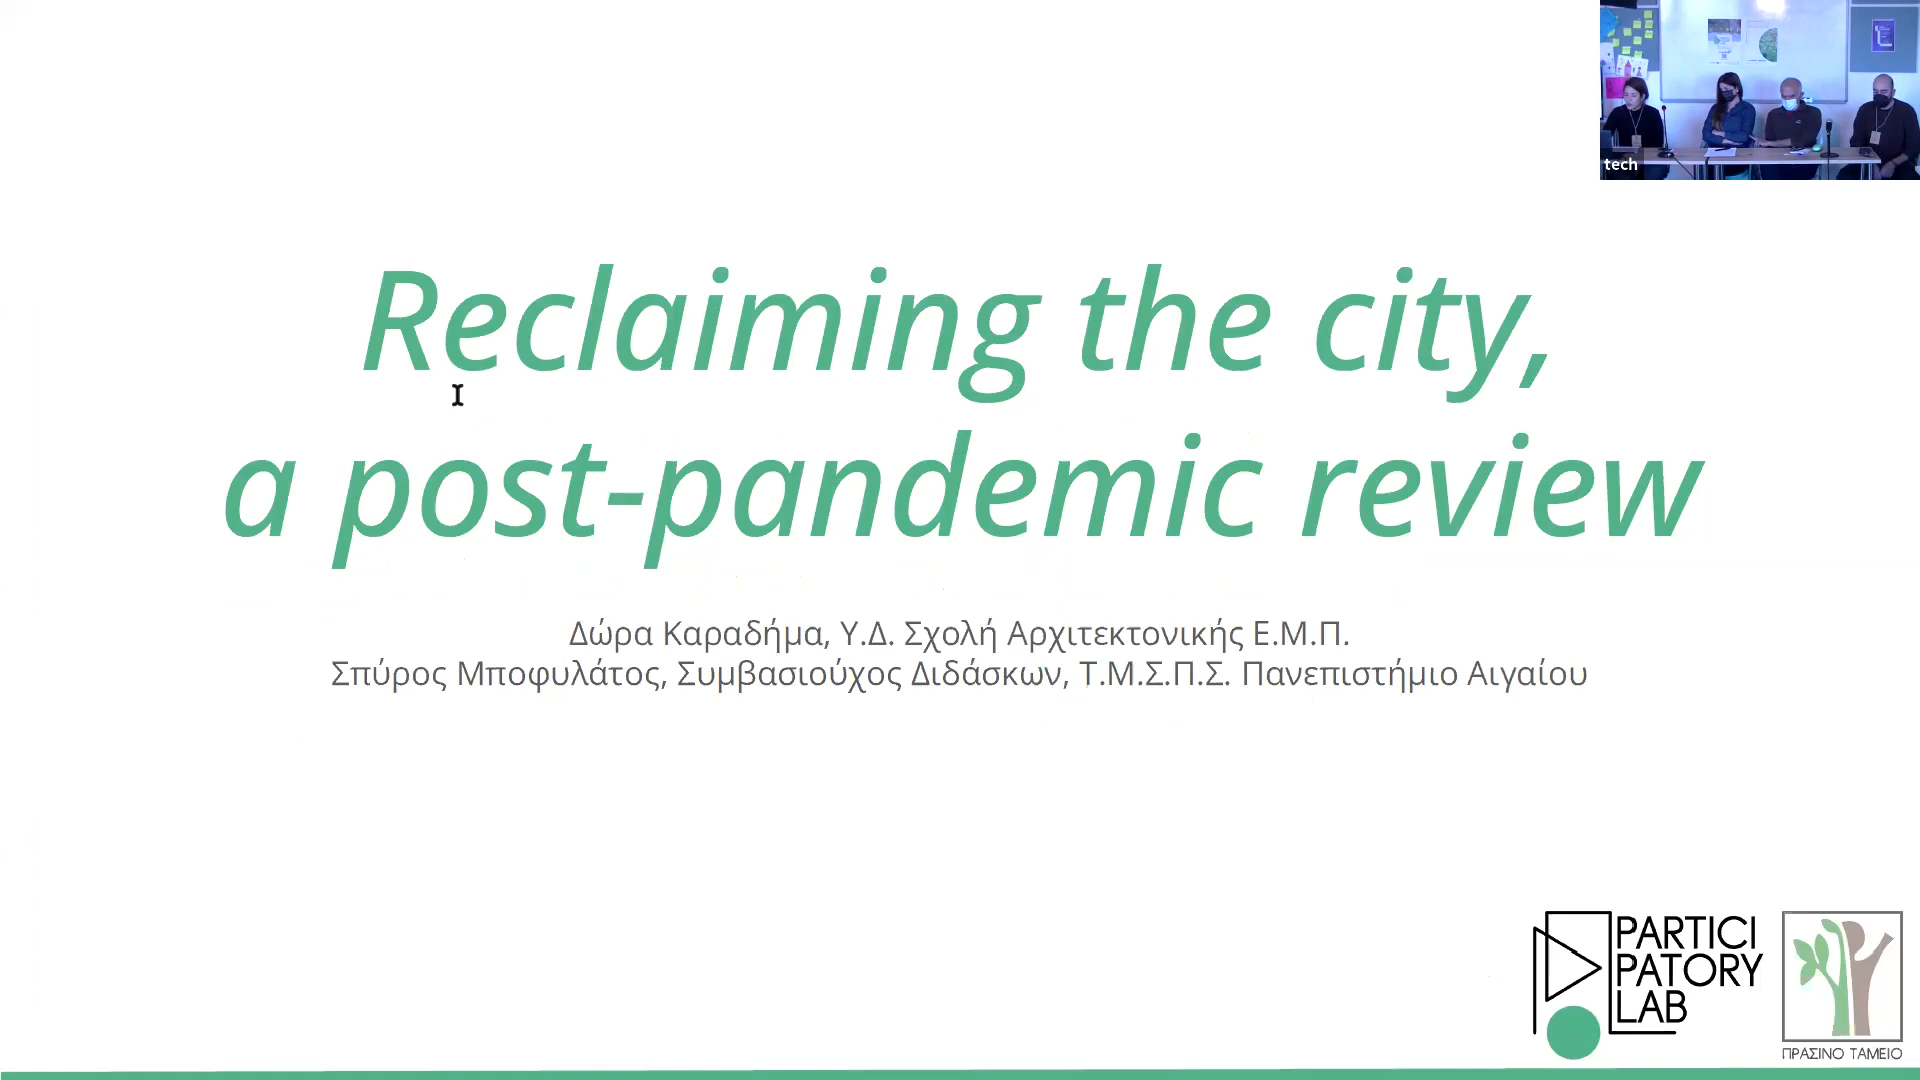 tech
Reclaiming the city,
a post-pandemic review
Δώρα Καραδήμα, Υ.Δ. Σχολή Αρχιτεκτονικής Ε.Μ.Π.
Σπύρος Μποφυλάτος, Συμβασιούχος Διδάσκων, Τ.Μ.Σ.Π.Σ. Πανεπιστήμιο Αιγαίου
PARTICI
PATORY
LAB
ΠΡΑΣΙΝΟ ΤΑΜΕΙΟ